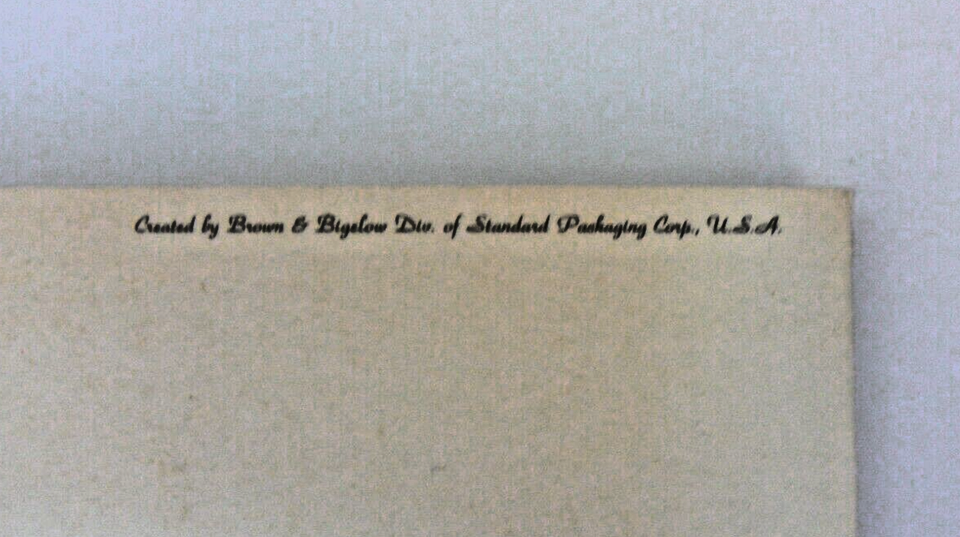 Created by Brown & Bigelow Div. of Standard Packaging Corp., U.S.A.